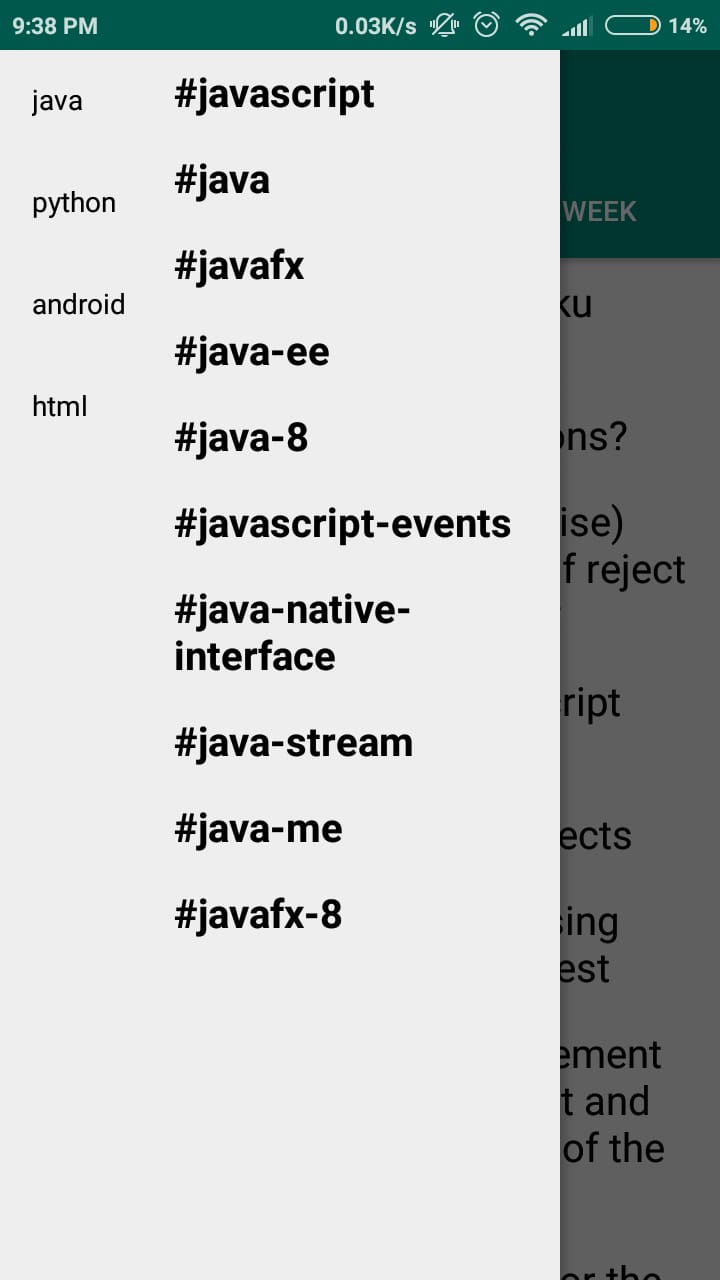 9:38 PM 0.03K/s 14%
java
python
android
html
#javascript
#java
#javafx
#java-ee
#java-8
#javascript-events
#java-native-
interface
#java-stream
#java-me
#javafx-8
WEEK
ons?
ise)
f reject
ript
ects
sing
est
ement
t and
of the
or the